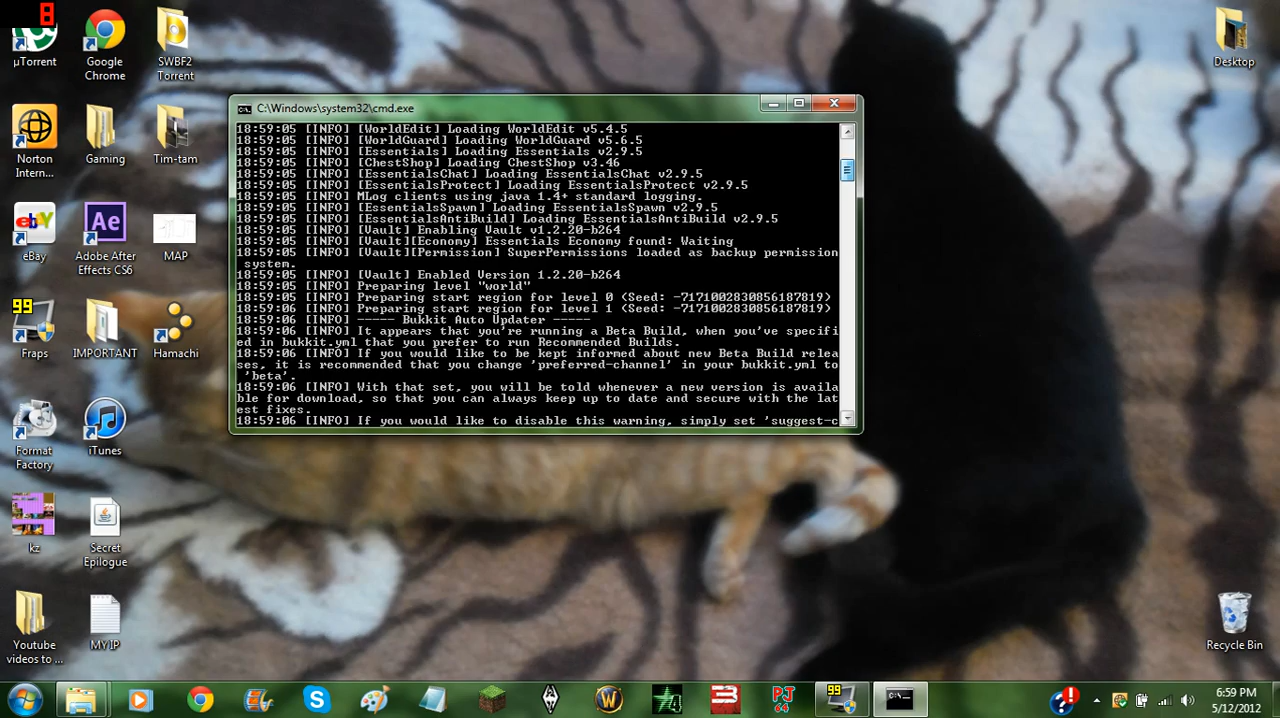 8
µTorrent
Google
Chrome
SWBF2
Torrent
Desktop
Norton
Intern...
Gaming
Tim-tam
ebay
eBay
Ae
Adobe After
Effects CS6
MAP
99
Fraps
IMPORTANT
Hamachi
Format
Factory
iTunes
kz
Secret
Epilogue
Youtube
videos to ...
MY IP
Recycle Bin
C:\Windows\system32\cmd.exe
18:59:05 [INFO] [WorldEdit] Loading WorldEdit v5.4.5
18:59:05 [INFO] [WorldGuard] Loading WorldGuard v5.6.5
18:59:05 [INFO] [Essentials] Loading Essentials v2.9.5
18:59:05 [INFO] [ChestShop] Loading ChestShop v3.46
18:59:05 [INFO] [EssentialsChat] Loading EssentialsChat v2.9.5
18:59:05 [INFO] [EssentialsProtect] Loading EssentialsProtect v2.9.5
18:59:05 [INFO] MLog clients using java 1.4+ standard logging.
18:59:05 [INFO] [EssentialsSpawn] Loading EssentialsSpawn v2.9.5
18:59:05 [INFO] [EssentialsAntiBuild] Loading EssentialsAntiBuild v2.9.5
18:59:05 [INFO] [Vault] Enabling Vault v1.2.20-b264
18:59:05 [INFO] [Vault][Economy] Essentials Economy found: Waiting
18:59:05 [INFO] [Vault][Permission] SuperPermissions loaded as backup permission
system.
18:59:05 [INFO] [Vault] Enabled Version 1.2.20-b264
18:59:05 [INFO] Preparing level "world"
18:59:05 [INFO] Preparing start region for level 0 (Seed: -7171002830856187819)
18:59:05 [INFO] Preparing start region for level 1 (Seed: -7171002830856187819)
18:59:06 [INFO] ----- Bukkit Auto Updater -----
18:59:06 [INFO] It appears that you're running a Beta Build, when you've specifi
ed in bukkit.yml that you prefer to run Recommended Builds.
18:59:06 [INFO] If you would like to be kept informed about new Beta Build relea
ses, it is recommended that you change 'preferred-channel' in your bukkit.yml to
'beta'.
18:59:06 [INFO] With that set, you will be told whenever a new version is availa
ble for download, so that you can always keep up to date and secure with the lat
est fixes.
18:59:06 [INFO] If you would like to disable this warning, simply set 'suggest-c
W
4
3
PJ
64
99
6:59 PM
5/12/2012